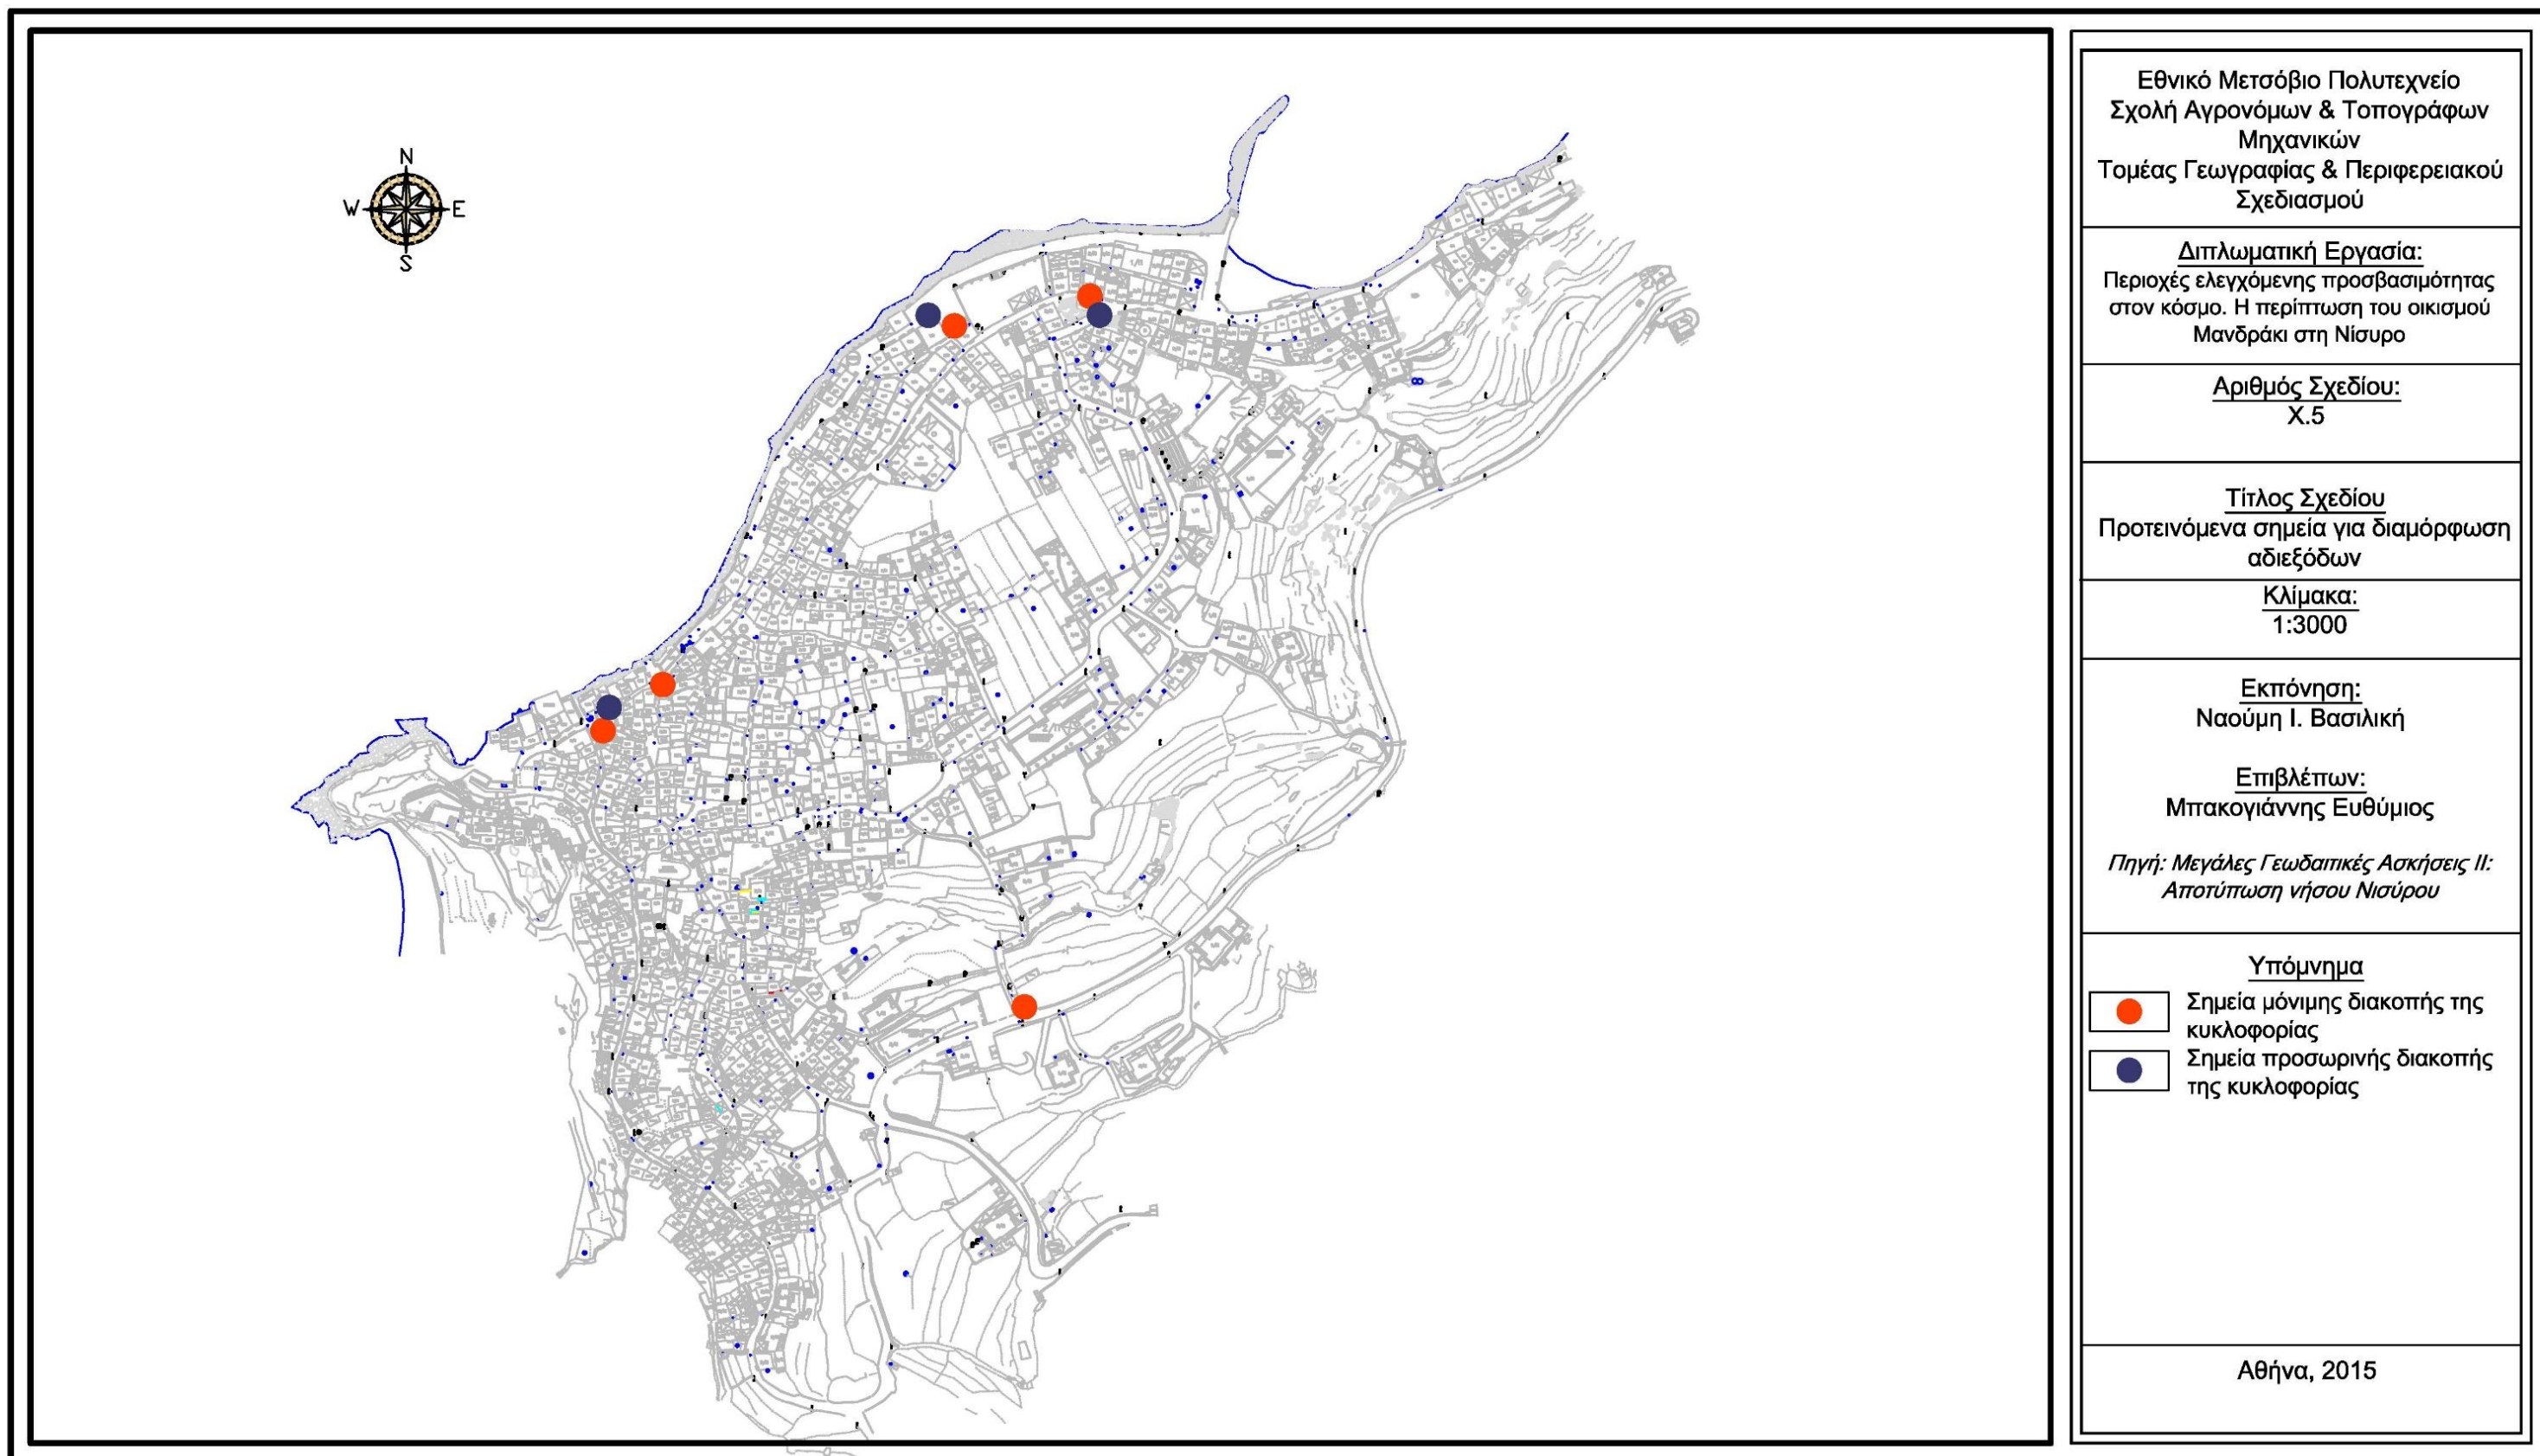 N
W
E
S
Εθνικό Μετσόβιο Πολυτεχνείο
Σχολή Αγρονόμων & Τοπογράφων
Μηχανικών
Τομέας Γεωγραφίας & Περιφερειακού
Σχεδιασμού
Διπλωματική Εργασία:
Περιοχές ελεγχόμενης προσβασιμότητας
στον κόσμο. Η περίπτωση του οικισμού
Μανδράκι στη Νίσυρο
Αριθμός Σχεδίου:
Χ.5
Τίτλος Σχεδίου
Προτεινόμενα σημεία για διαμόρφωση
αδιεξόδων
Κλίμακα:
1:3000
Εκπόνηση:
Ναούμη Ι. Βασιλική
Επιβλέπων:
Μπακογιάννης Ευθύμιος
Πηγή: Μεγάλες Γεωδαιτικές Ασκήσεις ΙΙ:
Αποτύπωση νήσου Νισύρου
Υπόμνημα
Σημεία μόνιμης διακοπής της
κυκλοφορίας
Σημεία προσωρινής διακοπής
της κυκλοφορίας
Αθήνα, 2015